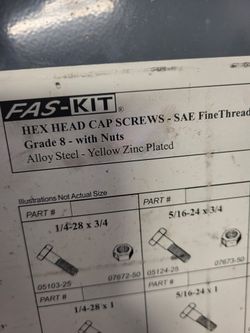 FAS-KIT®
HEX HEAD CAP SCREWS - SAE FineThread
Grade 8 - with Nuts
Alloy Steel - Yellow Zinc Plated
Illustrations Not Actual Size
PART # PART #
1/4-28 x 3/4 5/16-24 x 3/4
05103-25 07672-50 05124-25 07673-50
PART # PART #
1/4-28 x 1 5/16-24 x 1